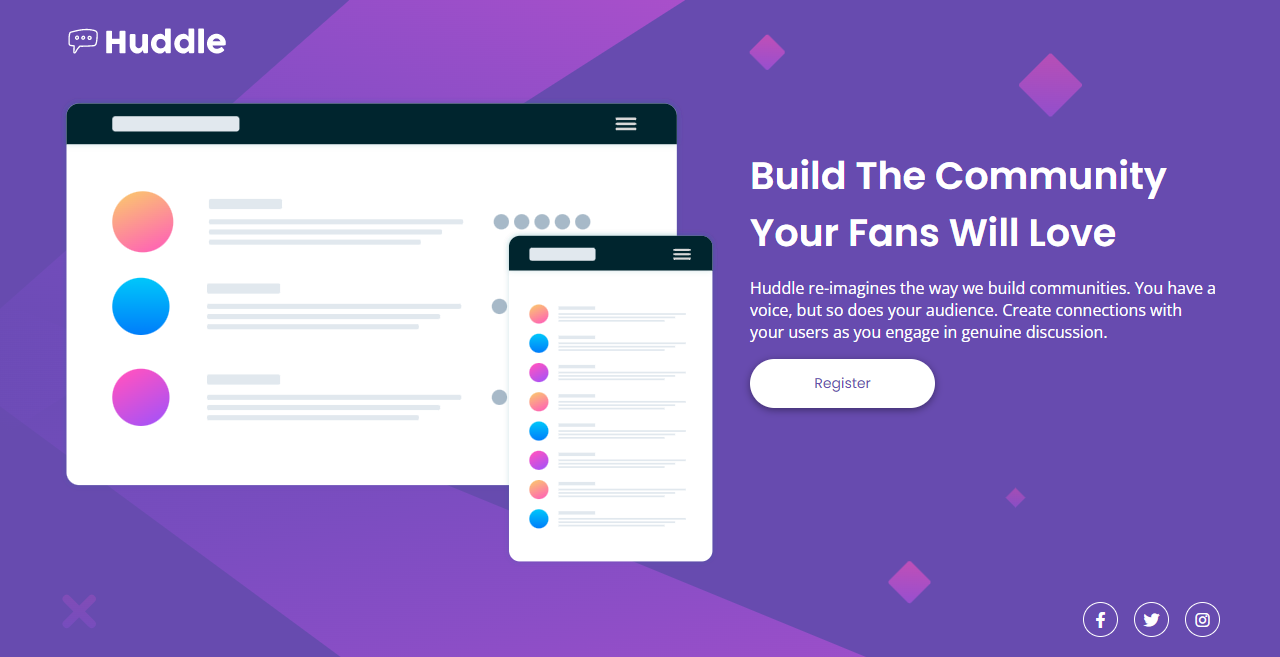 Huddle
Build The Community
Your Fans Will Love
Huddle re-imagines the way we build communities. You have a
voice, but so does your audience. Create connections with
your users as you engage in genuine discussion.
Register